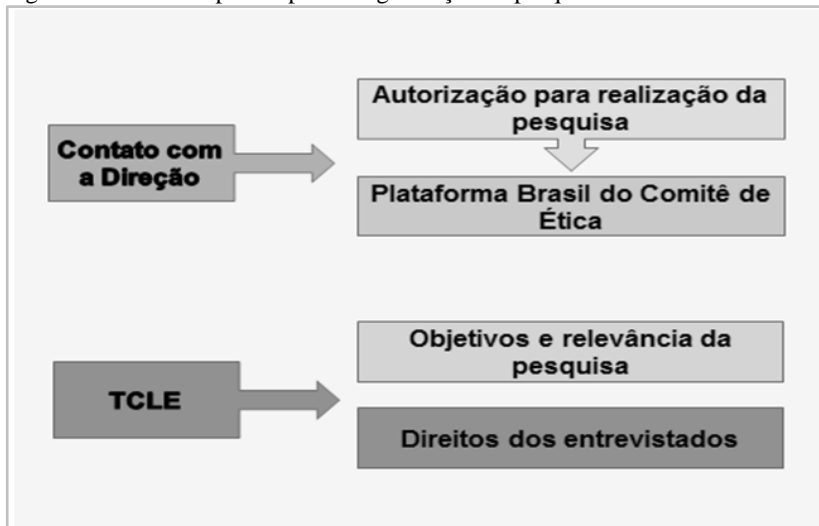 Contato com
a Direção
Autorização para realização da
pesquisa
Plataforma Brasil do Comitê de
Ética
TCLE
Objetivos e relevância da
pesquisa
Direitos dos entrevistados